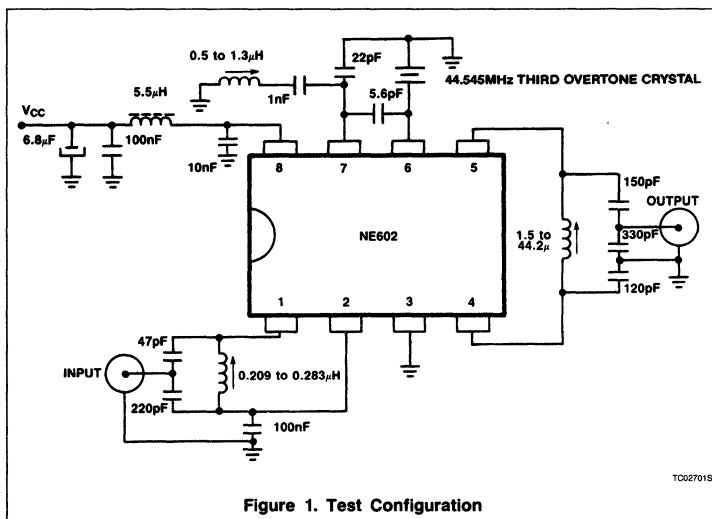 0.5 to 1.3μH
22pF
44.545MHz THIRD OVERTONE CRYSTAL
1nF
5.6pF
5.5μH
VCC
6.8μF
100nF
10nF
8
7
6
5
150pF
OUTPUT
NE602
1.5 to
44.2μ
330pF
120pF
1
2
3
4
47pF
INPUT
0.209 to 0.283μH
220pF
100nF
TC02701S
Figure 1. Test Configuration